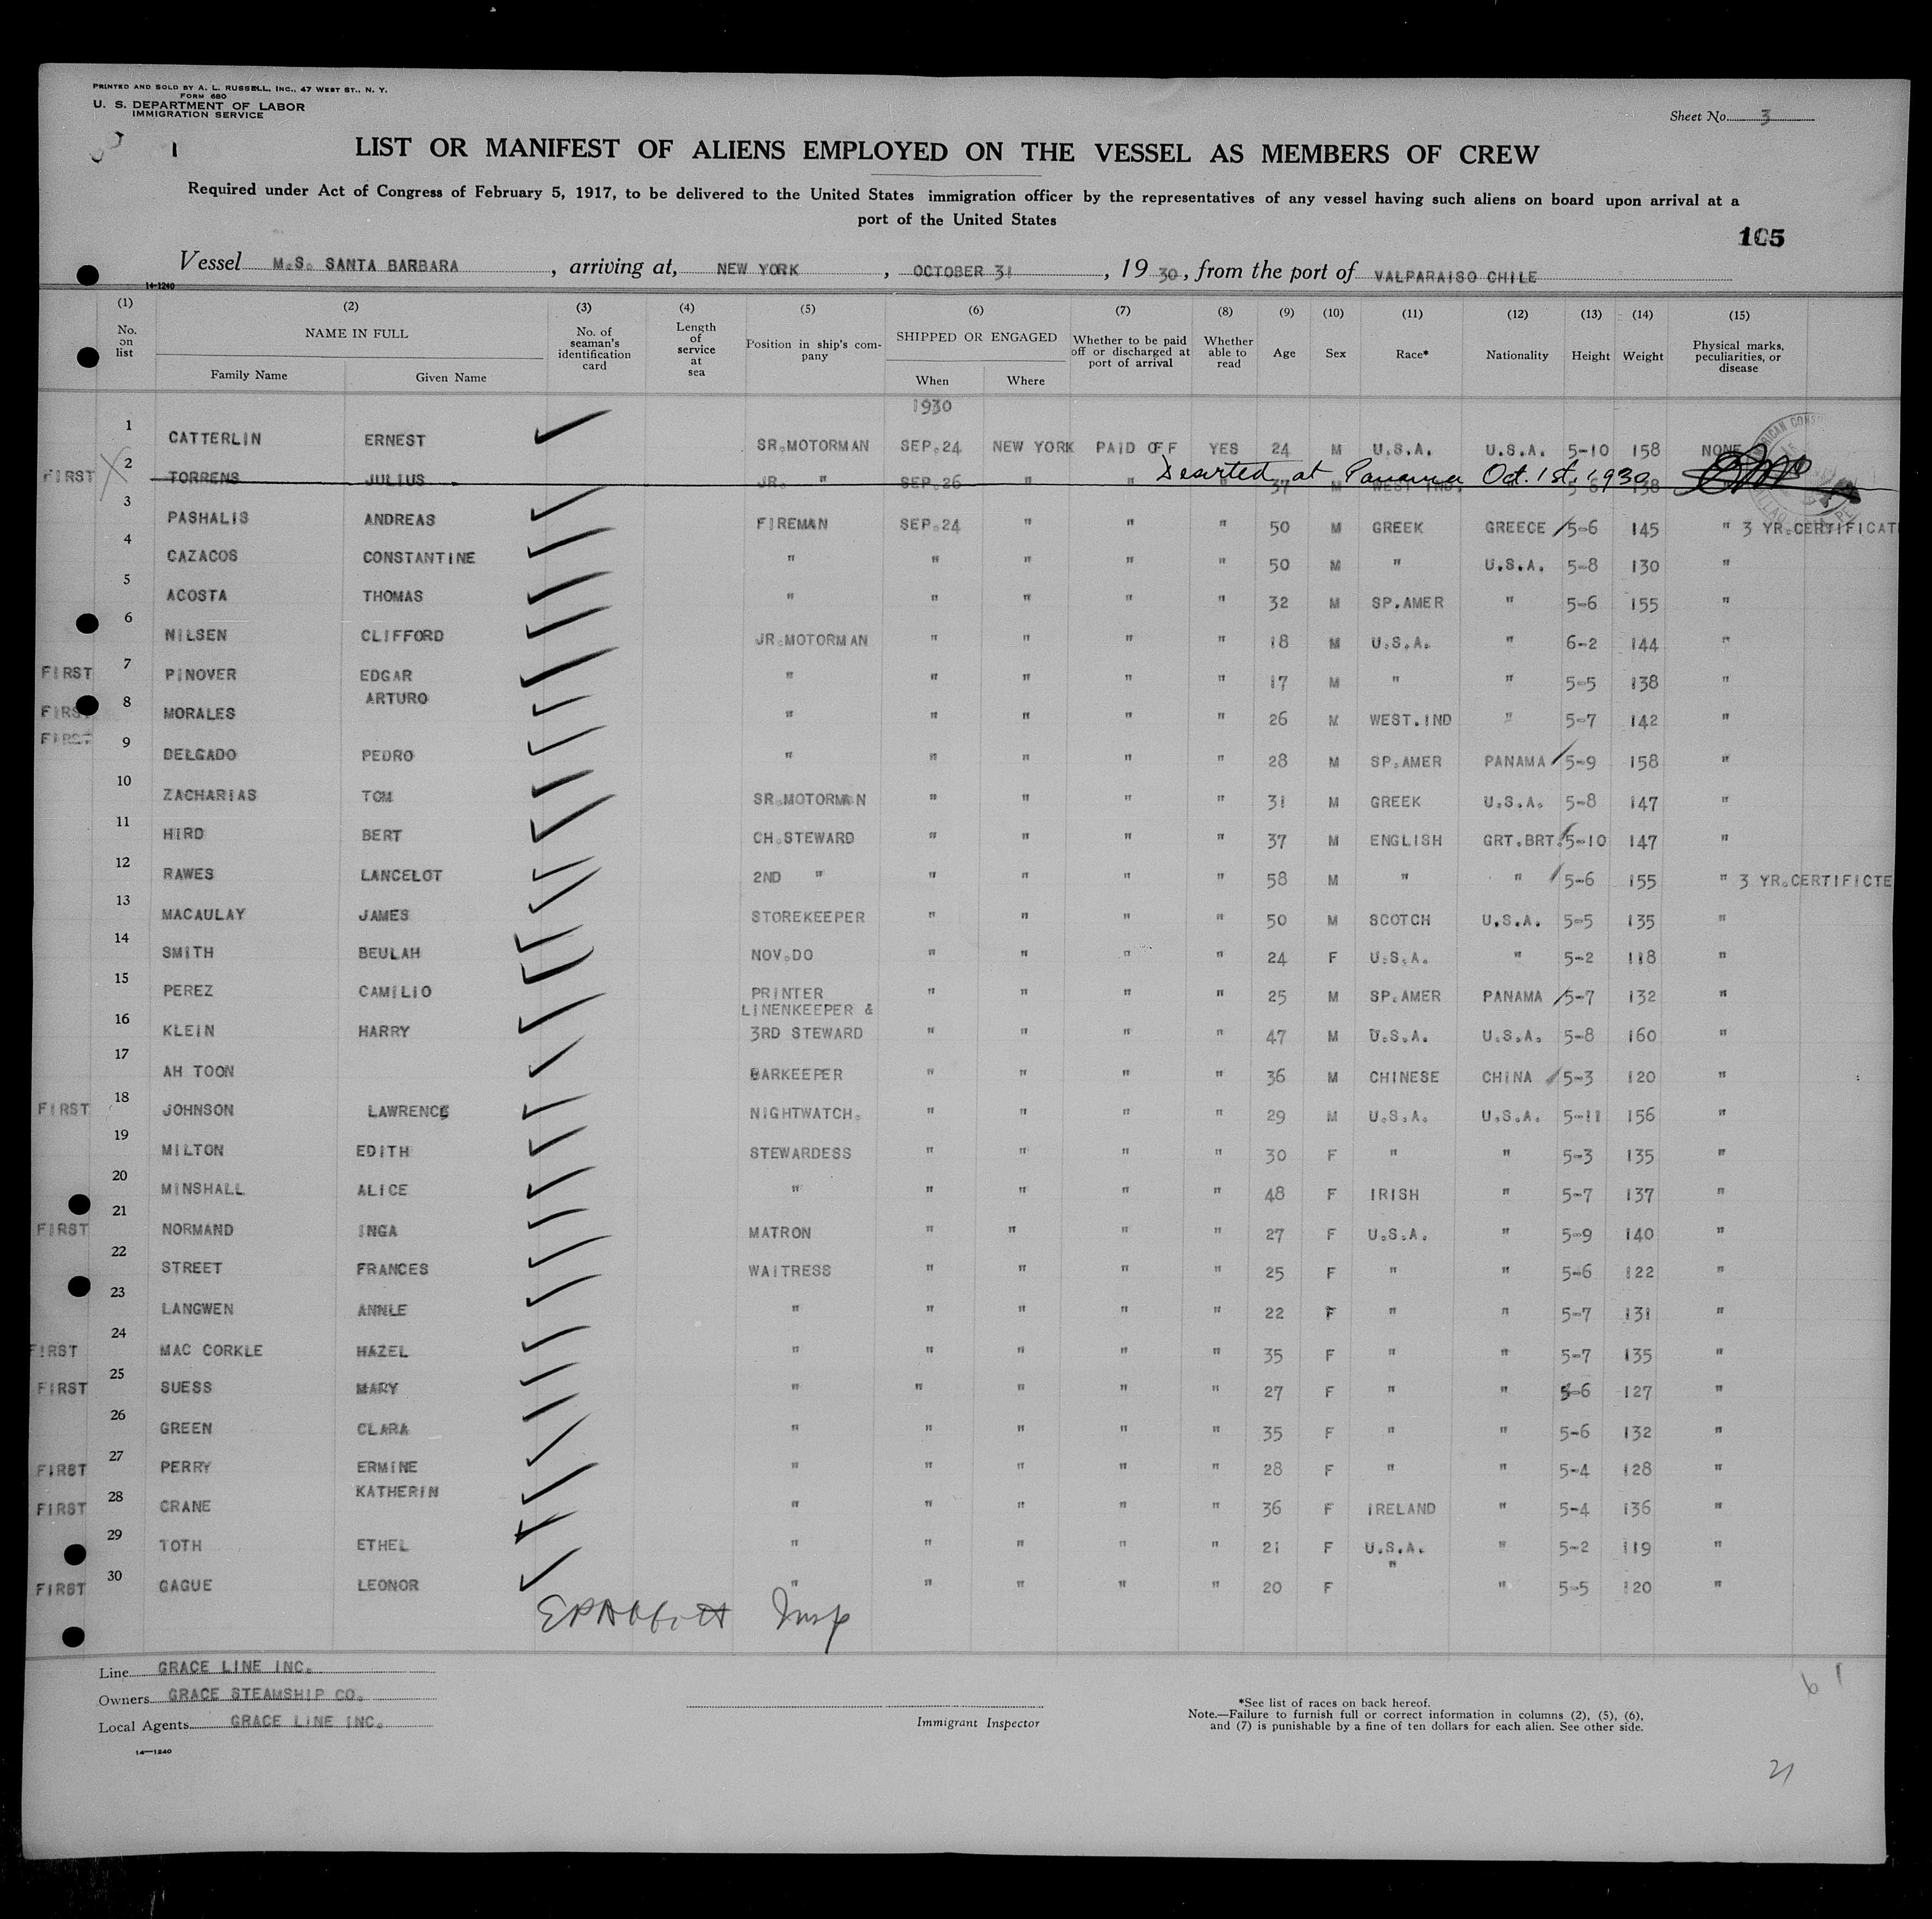 PRINTED AND SOLD BY A. L. RUSSELL, INC., 47 WEST ST., N. Y.
FORM 680
U. S. DEPARTMENT OF LABOR
IMMIGRATION SERVICE
Sheet No. 3
1
LIST OR MANIFEST OF ALIENS EMPLOYED ON THE VESSEL AS MEMBERS OF CREW
Required under Act of Congress of February 5, 1917, to be delivered to the United States immigration officer by the representatives of any vessel having such aliens on board upon arrival at a
port of the United States
105
Vessel M.S. SANTA BARBARA, arriving at, NEW YORK, OCTOBER 31, 19 30, from the port of VALPARAISO CHILE
14-1240
(1) (2) (3) (4) (5) (6) (7) (8) (9) (10) (11) (12) (13) (14) (15)
No. on list NAME IN FULL Family Name Given Name No. of seaman's identification card Length of service at sea Position in ship's company SHIPPED OR ENGAGED When Where Whether to be paid off or discharged at port of arrival Whether able to read Age Sex Race* Nationality Height Weight Physical marks, peculiarities, or disease
1930
1 CATTERLIN ERNEST SR.MOTORMAN SEP.24 NEW YORK PAID OFF YES 24 M U.S.A. U.S.A. 5-10 158 NONE
FIRST 2 TORRENS JULIUS JR. " SEP.26 " " 37 M WEST IND. 138
Deserted at Panama Oct. 1st. 1930
3 PASHALIS ANDREAS FIREMAN SEP.24 " " " 50 M GREEK GREECE 5-6 145 " 3 YR.CERTIFICAT
4 CAZACOS CONSTANTINE " " " " " 50 M " U.S.A. 5-8 130 "
5 ACOSTA THOMAS " " " " " 32 M SP.AMER " 5-6 155 "
6 NILSEN CLIFFORD JR.MOTORMAN " " " " 18 M U.S.A. " 6-2 144 "
FIRST 7 PINOVER EDGAR " " " " " 17 M " " 5-5 138 "
FIRST 8 MORALES ARTURO " " " " " 26 M WEST.IND " 5-7 142 "
FIRST 9 DELGADO PEDRO " " " " " 28 M SP.AMER PANAMA 5-9 158 "
10 ZACHARIAS TOM SR.MOTORMAN " " " " 31 M GREEK U.S.A. 5-8 147 "
11 HIRD BERT CH.STEWARD " " " " 37 M ENGLISH GRT.BRT. 5-10 147 "
12 RAWES LANCELOT 2ND " " " " " 58 M " " 5-6 155 " 3 YR.CERTIFICTE
13 MACAULAY JAMES STOREKEEPER " " " " 50 M SCOTCH U.S.A. 5-5 135 "
14 SMITH BEULAH NOV.DO " " " " 24 F U.S.A. " 5-2 118 "
15 PEREZ CAMILIO PRINTER " " " " 25 M SP.AMER PANAMA 5-7 132 "
LINENKEEPER &
16 KLEIN HARRY 3RD STEWARD " " " " 47 M U.S.A. U.S.A. 5-8 160 "
17 AH TOON BARKEEPER " " " " 36 M CHINESE CHINA 5-3 120 "
FIRST 18 JOHNSON LAWRENCE NIGHTWATCH. " " " " 29 M U.S.A. U.S.A. 5-11 156 "
19 MILTON EDITH STEWARDESS " " " " 30 F " " 5-3 135 "
20 MINSHALL ALICE " " " " " 48 F IRISH " 5-7 137 "
FIRST 21 NORMAND INGA MATRON " " " " 27 F U.S.A. " 5-9 140 "
22 STREET FRANCES WAITRESS " " " " 25 F " " 5-6 122 "
23 LANGWEN ANNLE " " " " " 22 F " " 5-7 131 "
FIRST 24 MAC CORKLE HAZEL " " " " " 35 F " " 5-7 135 "
FIRST 25 SUESS MARY " " " " " 27 F " " 5-6 127 "
26 GREEN CLARA " " " " " 35 F " " 5-6 132 "
FIRST 27 PERRY ERMINE " " " " " 28 F " " 5-4 128 "
FIRST 28 CRANE KATHERIN " " " " " 36 F IRELAND " 5-4 136 "
29 TOTH ETHEL " " " " " 21 F U.S.A. " 5-2 119 "
FIRST 30 GAGUE LEONOR " " " " " 20 F " " 5-5 120 "
Insp
Line GRACE LINE INC.
Owners GRACE STEAMSHIP CO.
Local Agents GRACE LINE INC.
Immigrant Inspector
*See list of races on back hereof.
Note.—Failure to furnish full or correct information in columns (2), (5), (6),
and (7) is punishable by a fine of ten dollars for each alien. See other side.
14—1240
21